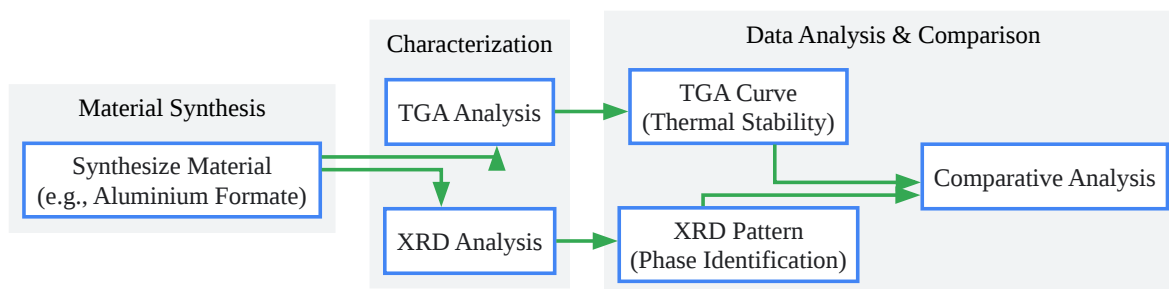 Material Synthesis
Synthesize Material
(e.g., Aluminium Formate)
Characterization
TGA Analysis
XRD Analysis
Data Analysis & Comparison
TGA Curve
(Thermal Stability)
XRD Pattern
(Phase Identification)
Comparative Analysis